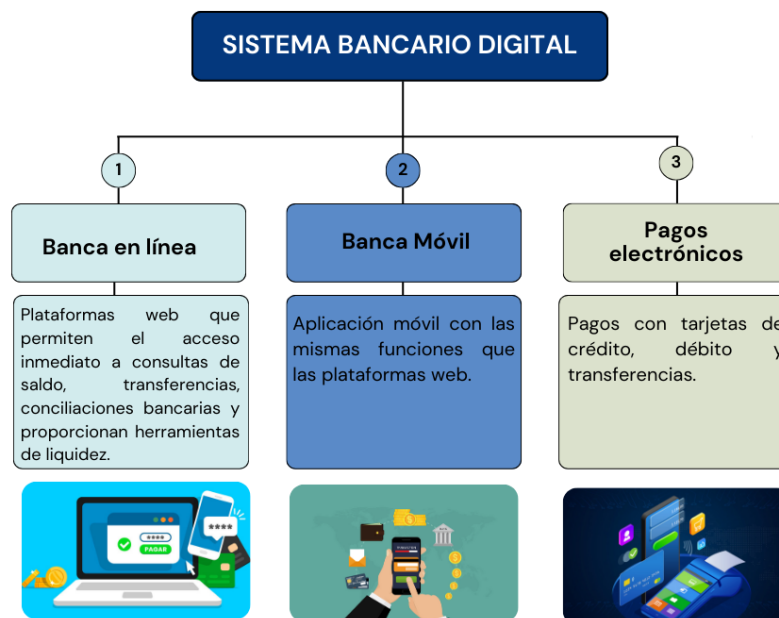 SISTEMA BANCARIO DIGITAL
1
2
3
Banca en línea
Banca Móvil
Pagos
electrónicos
Plataformas web que
permiten el acceso
inmediato a consultas de
saldo, transferencias,
conciliaciones bancarias y
proporcionan herramientas
de liquidez.
Aplicación móvil con las
mismas funciones que
las plataformas web.
Pagos con tarjetas de
crédito, débito y
transferencias.
****
PAGAR
****